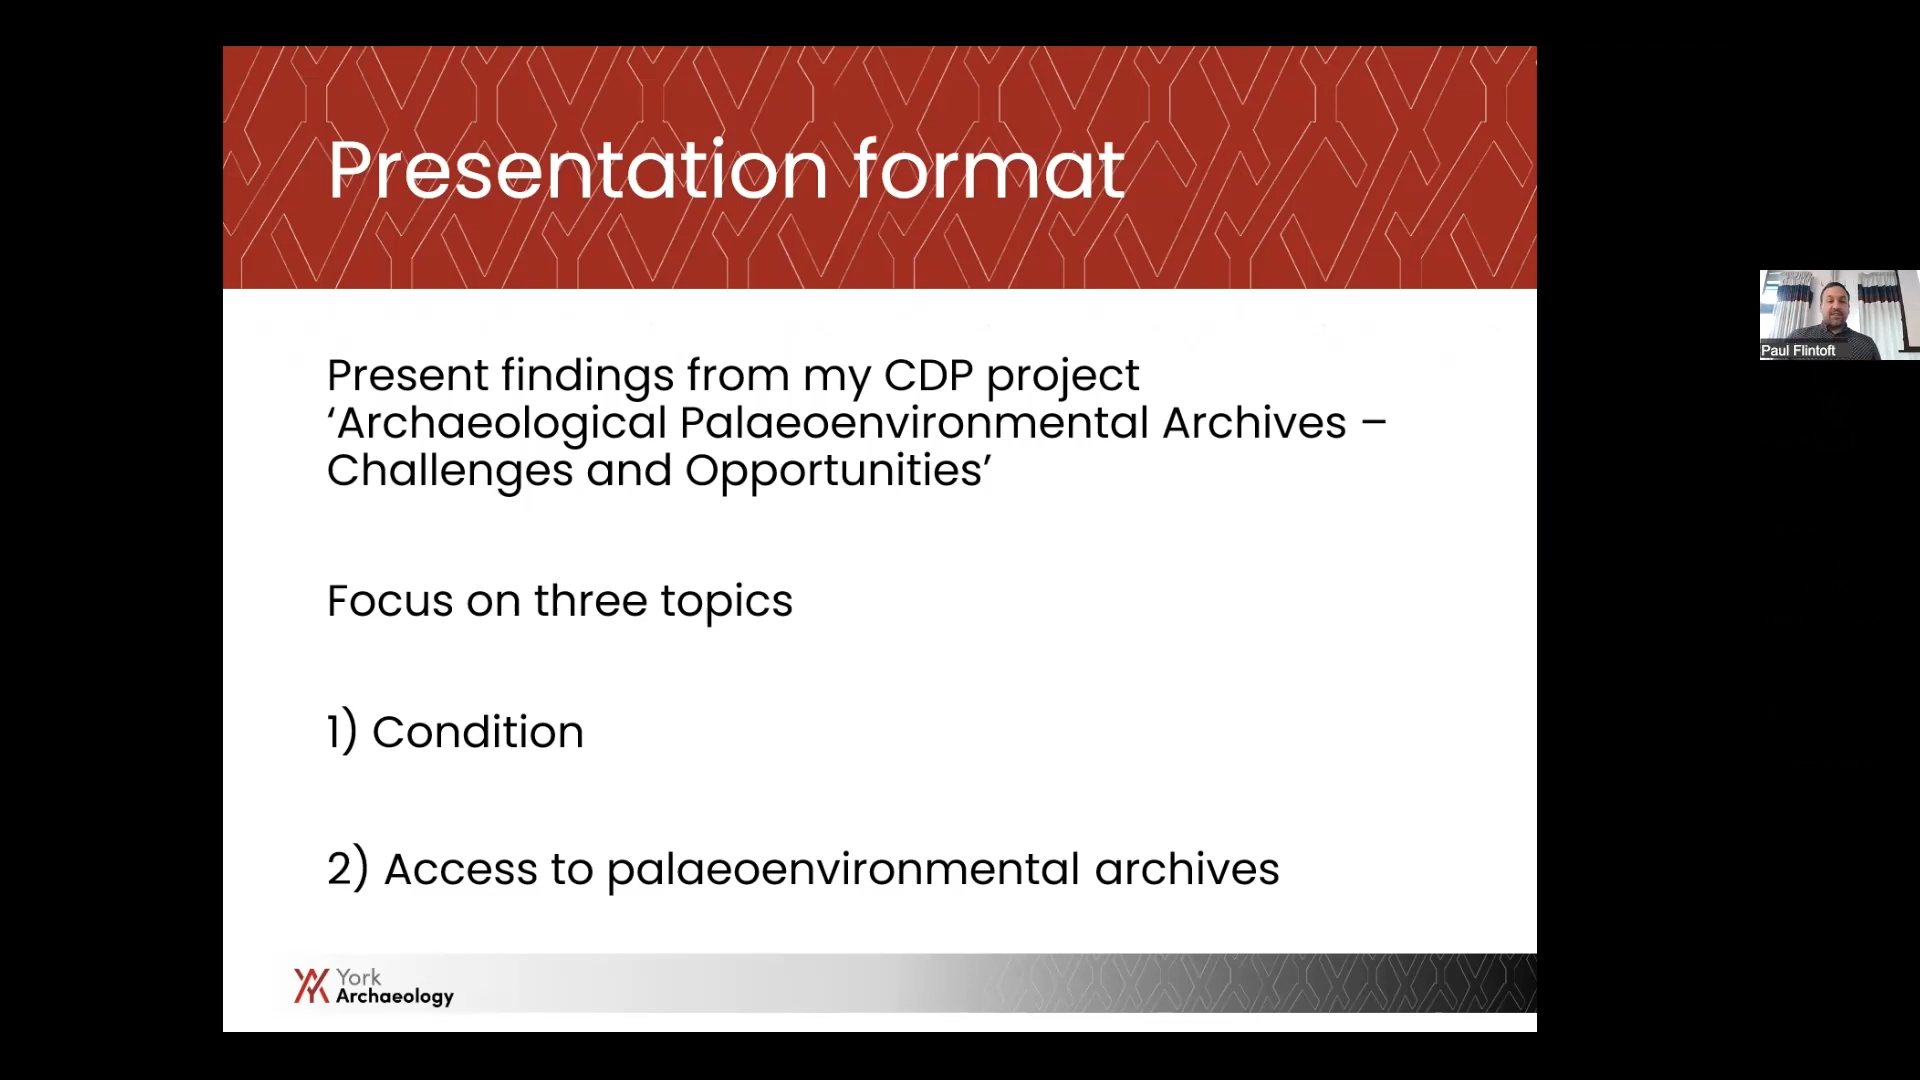 Presentation format
Present findings from my CDP project
‘Archaeological Palaeoenvironmental Archives –
Challenges and Opportunities’
Focus on three topics
1) Condition
2) Access to palaeoenvironmental archives
York
Archaeology
Paul Flintoft